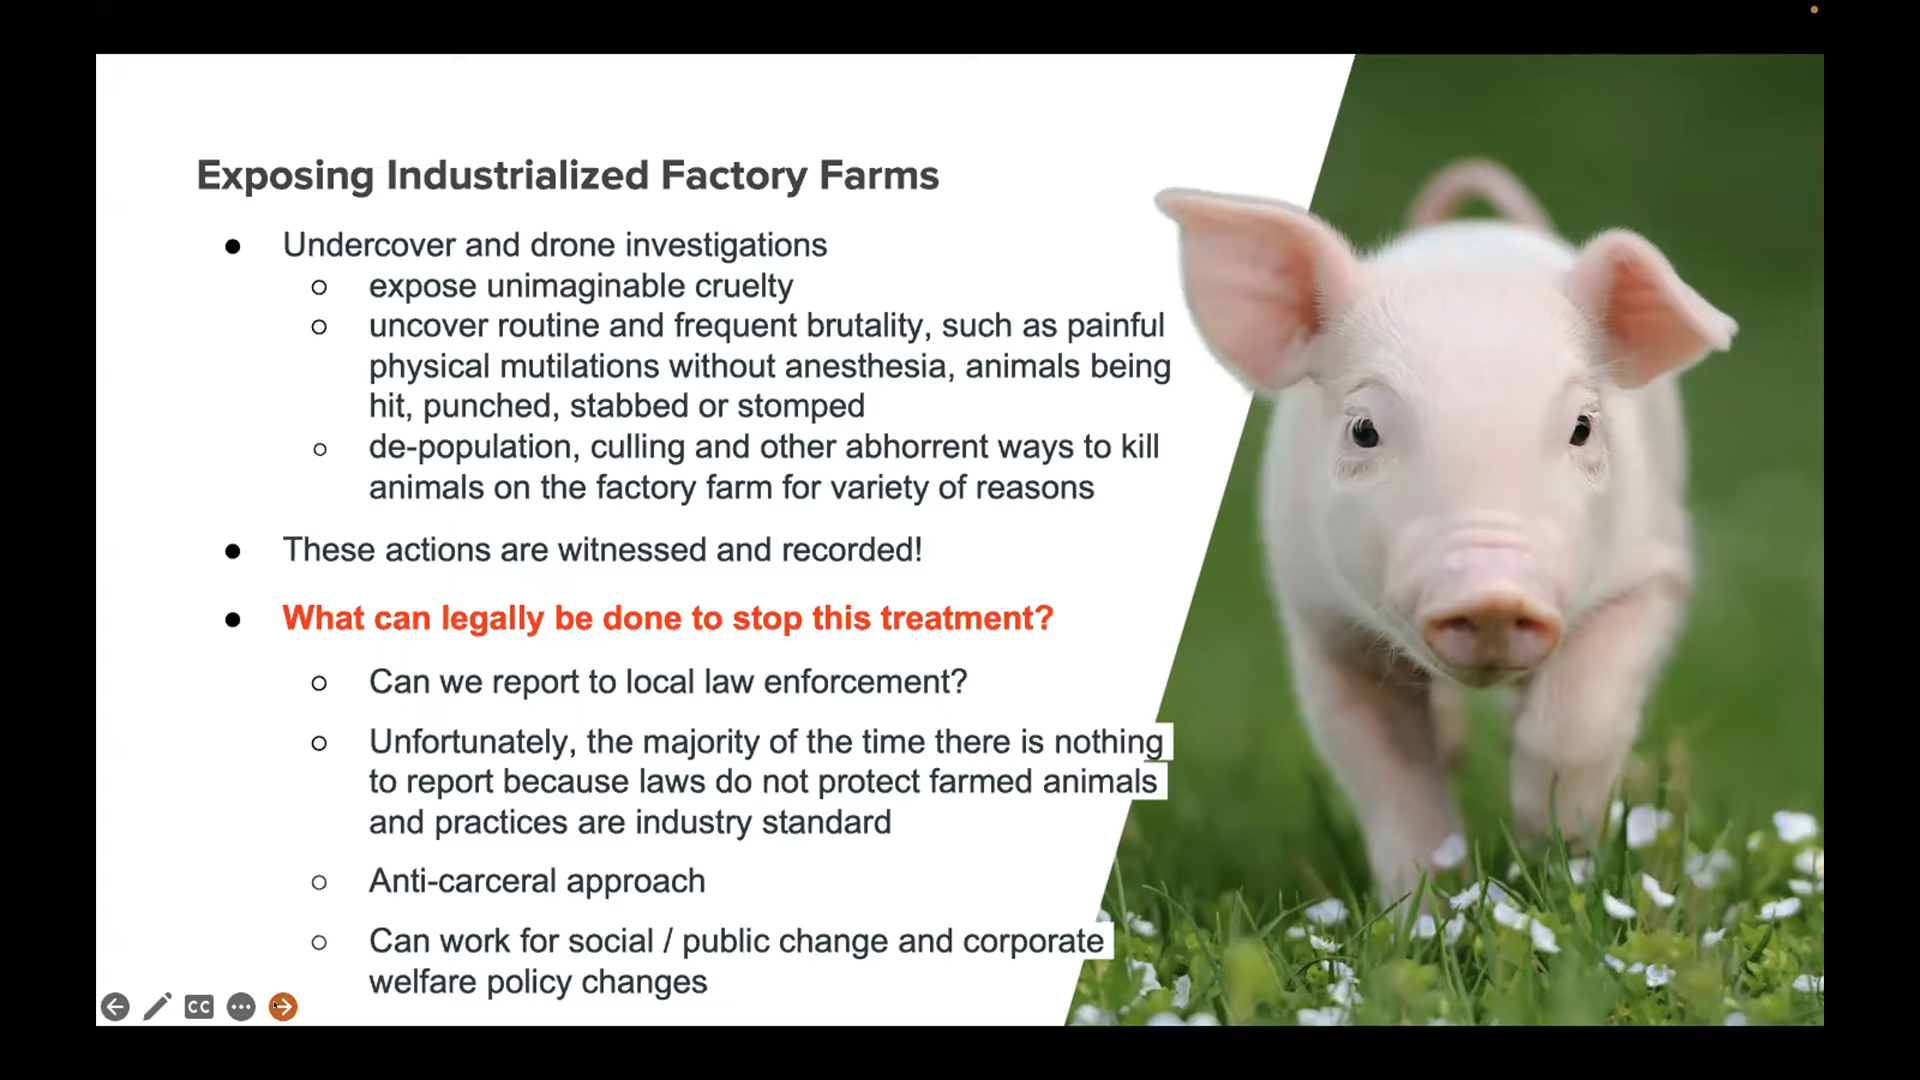 Exposing Industrialized Factory Farms
● Undercover and drone investigations
○ expose unimaginable cruelty
○ uncover routine and frequent brutality, such as painful
physical mutilations without anesthesia, animals being
hit, punched, stabbed or stomped
○ de-population, culling and other abhorrent ways to kill
animals on the factory farm for variety of reasons
● These actions are witnessed and recorded!
● What can legally be done to stop this treatment?
○ Can we report to local law enforcement?
○ Unfortunately, the majority of the time there is nothing
to report because laws do not protect farmed animals
and practices are industry standard
○ Anti-carceral approach
○ Can work for social / public change and corporate
welfare policy changes
CC